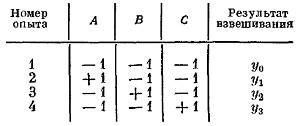 Номер опыта A B C Результат взвешивания
1 —1 —1 —1 y₀
2 +1 —1 —1 y₁
3 —1 +1 —1 y₂
4 —1 —1 +1 y₃